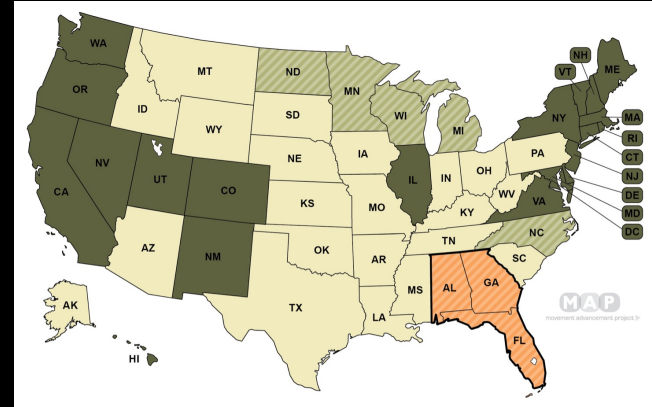 WA
NH
VT
ME
MT
ND
MN
OR
ID
WI
NY
MA
SD
MI
RI
WY
CT
IA
PA
NJ
NE
OH
NV
IL
IN
DE
UT
CO
WV
VA
MD
CA
KS
MO
KY
DC
NC
TN
AZ
OK
NM
AR
SC
MS
AL
GA
MAP
AK
TX
LA
movement advancement project
FL
HI